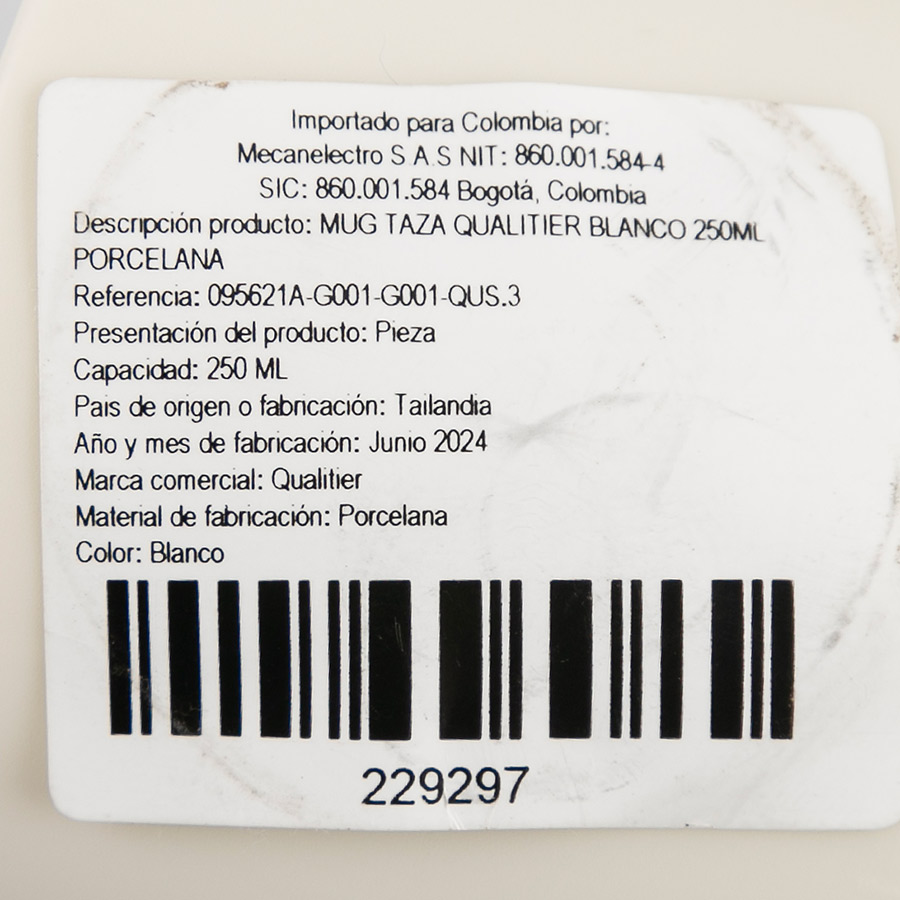 Importado para Colombia por:
Mecanelectro S.A.S NIT: 860.001.584-4
SIC: 860.001.584 Bogotá, Colombia
Descripción producto: MUG TAZA QUALITIER BLANCO 250ML
PORCELANA
Referencia: 095621A-G001-G001-QUS.3
Presentación del producto: Pieza
Capacidad: 250 ML
Pais de origen o fabricación: Tailandia
Año y mes de fabricación: Junio 2024
Marca comercial: Qualitier
Material de fabricación: Porcelana
Color: Blanco
229297